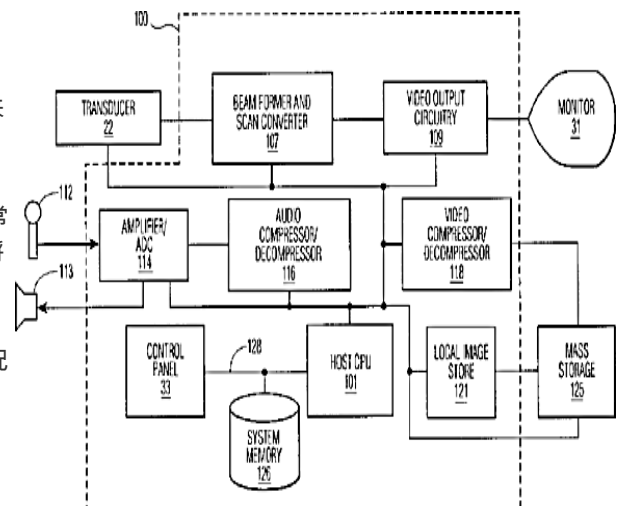 100
TRANSDUCER
22
BEAM FORMER AND
SCAN CONVERTER
107
VIDEO OUTPUT
CIRCUITRY
109
MONITOR
31
112
常
AMPLIFIER/
ADC
114
AUDIO
COMPRESSOR/
DECOMPRESSOR
116
VIDEO
COMPRESSOR/
DECOMPRESSOR
118
113
配
CONTROL
PANEL
33
128
HOST CPU
101
LOCAL IMAGE
STORE
121
MASS
STORAGE
125
SYSTEM
MEMORY
126